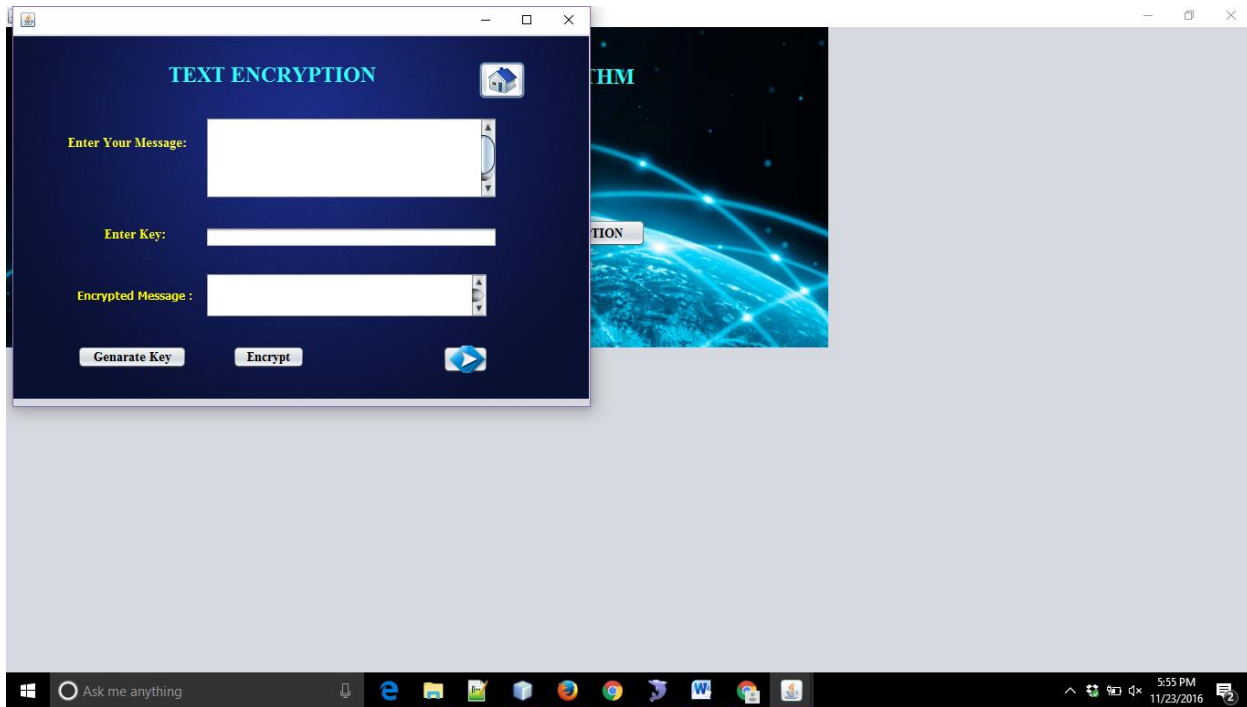 TEXT ENCRYPTION
THM
Enter Your Message:
Enter Key:
TION
Encrypted Message :
Genarate Key
Encrypt
Ask me anything
5:55 PM
11/23/2016
2